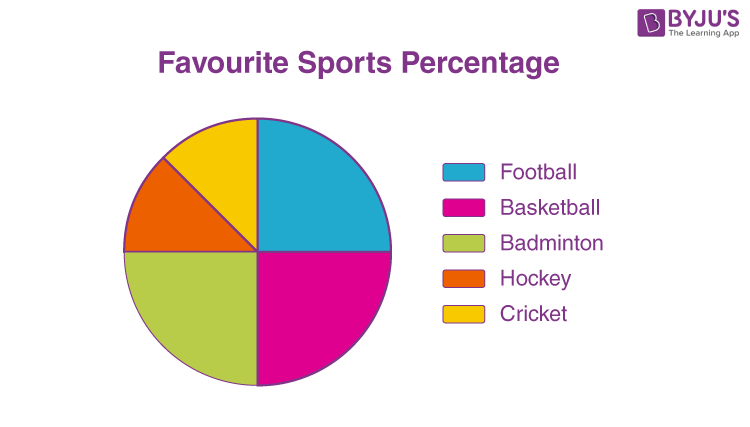 BYJU'S
The Learning App
Favourite Sports Percentage
Football
Basketball
Badminton
Hockey
Cricket